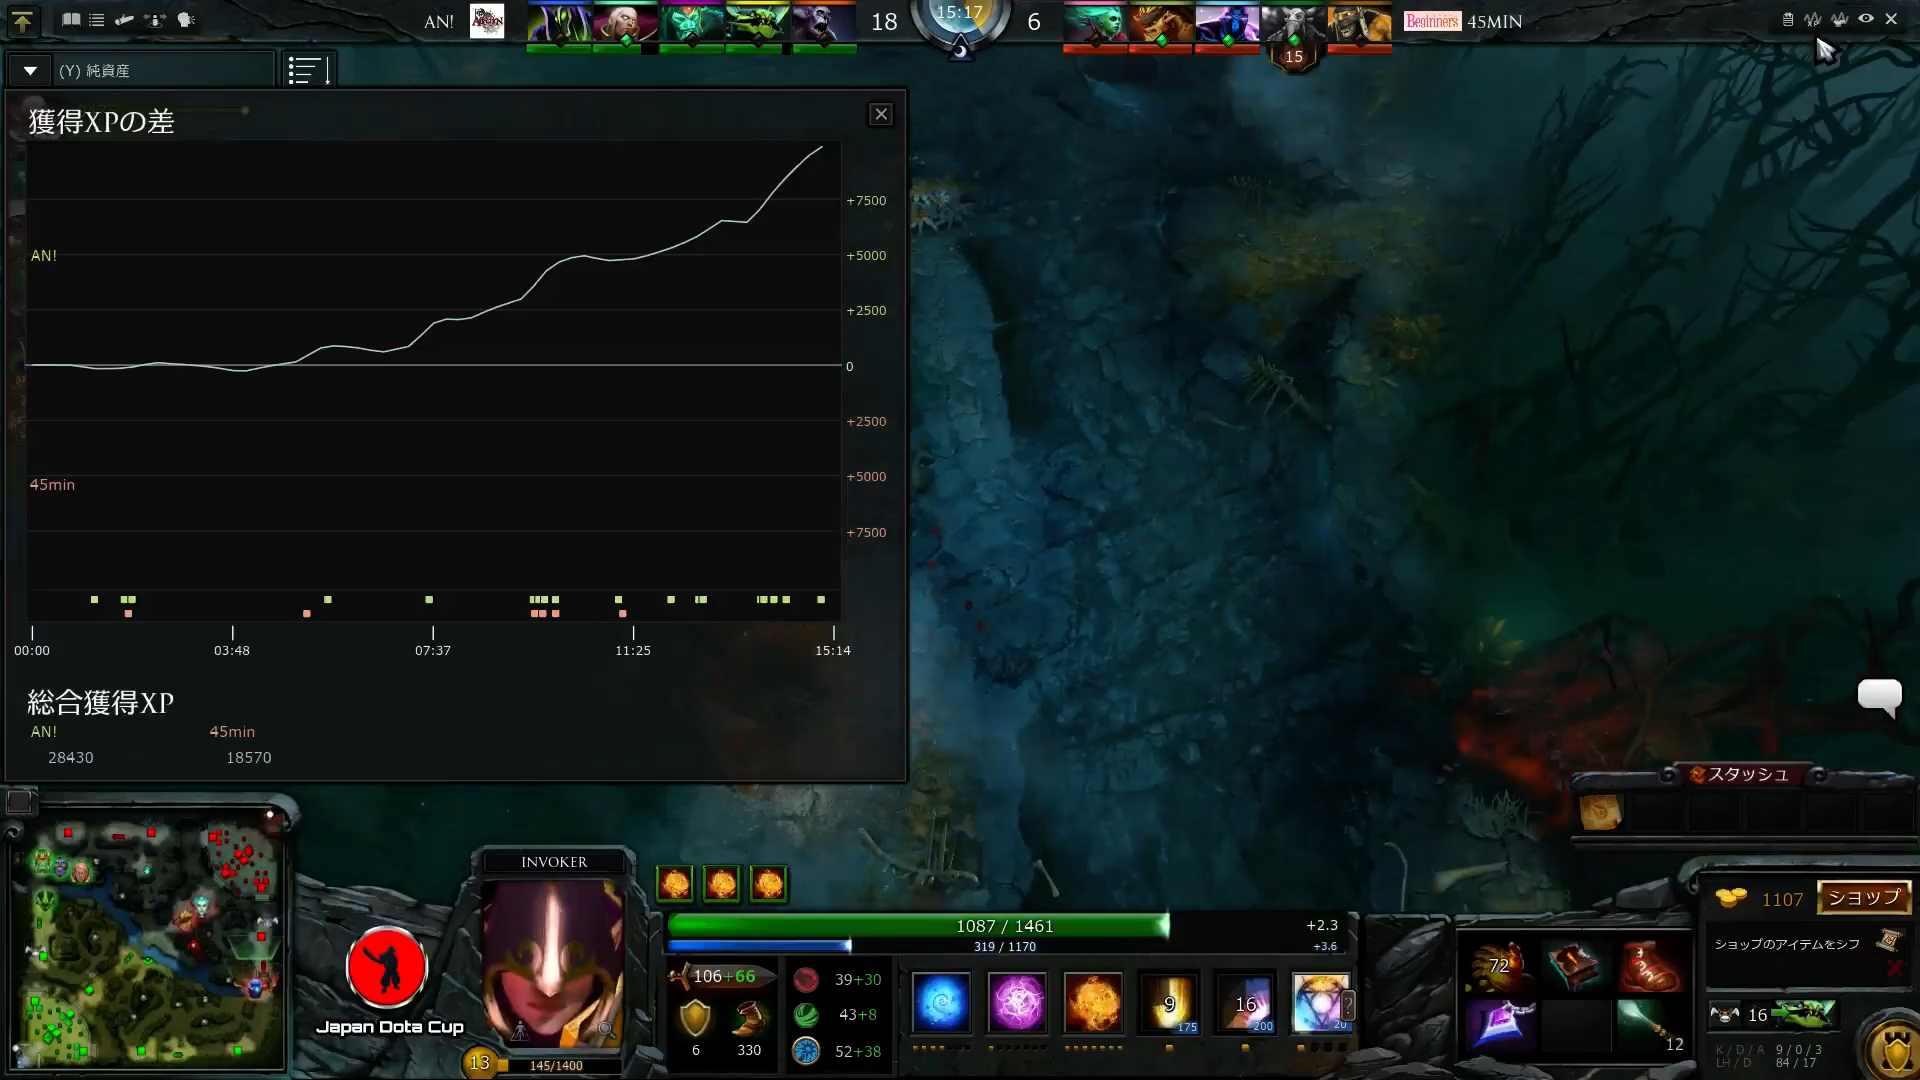 AN!
18
15:17
6
Beginners 45MIN
15
(Y) 純資産
獲得XPの差
+7500
AN!
+5000
+2500
0
+2500
+5000
45min
+7500
00:00 03:48 07:37 11:25 15:14
総合獲得XP
AN! 45min
28430 18570
スタッシュ
INVOKER
1087 / 1461 +2.3
319 / 1170 +3.6
1107 ショップ
ショップのアイテムをシフ
106+66
39+30
43+8
6 330
52+38
9
175
16
200
20
72
12
16
Japan Dota Cup
13
145/1400
K / D / A 9 / 0 / 3
LH / D 84 / 17